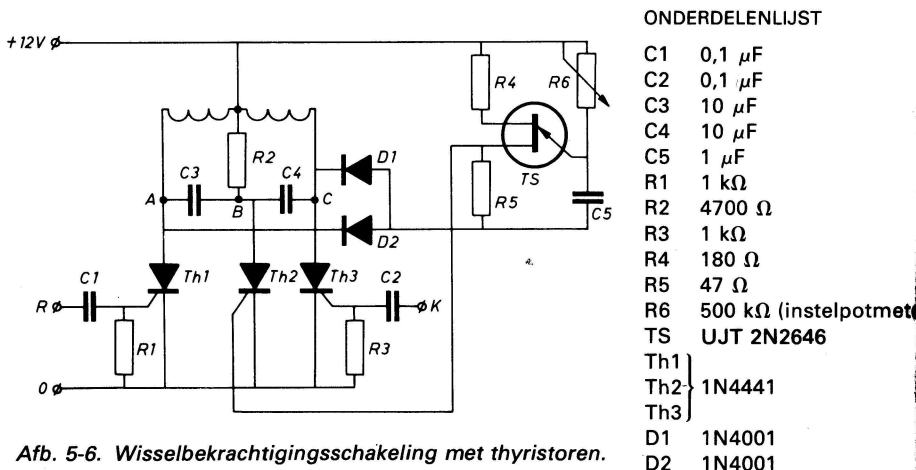 +12V
R4
R6
TS
R2
C3
C4
A
B
C
D1
D2
R5
C5
C1
Th1
Th2
Th3
C2
R
K
R1
R3
0
Afb. 5-6. Wisselbekrachtigingsschakeling met thyristoren.
ONDERDELENLIJST
C1 0,1 μF
C2 0,1 μF
C3 10 μF
C4 10 μF
C5 1 μF
R1 1 kΩ
R2 4700 Ω
R3 1 kΩ
R4 180 Ω
R5 47 Ω
R6 500 kΩ (instelpotmet
TS UJT 2N2646
Th1
Th2 1N4441
Th3
D1 1N4001
D2 1N4001